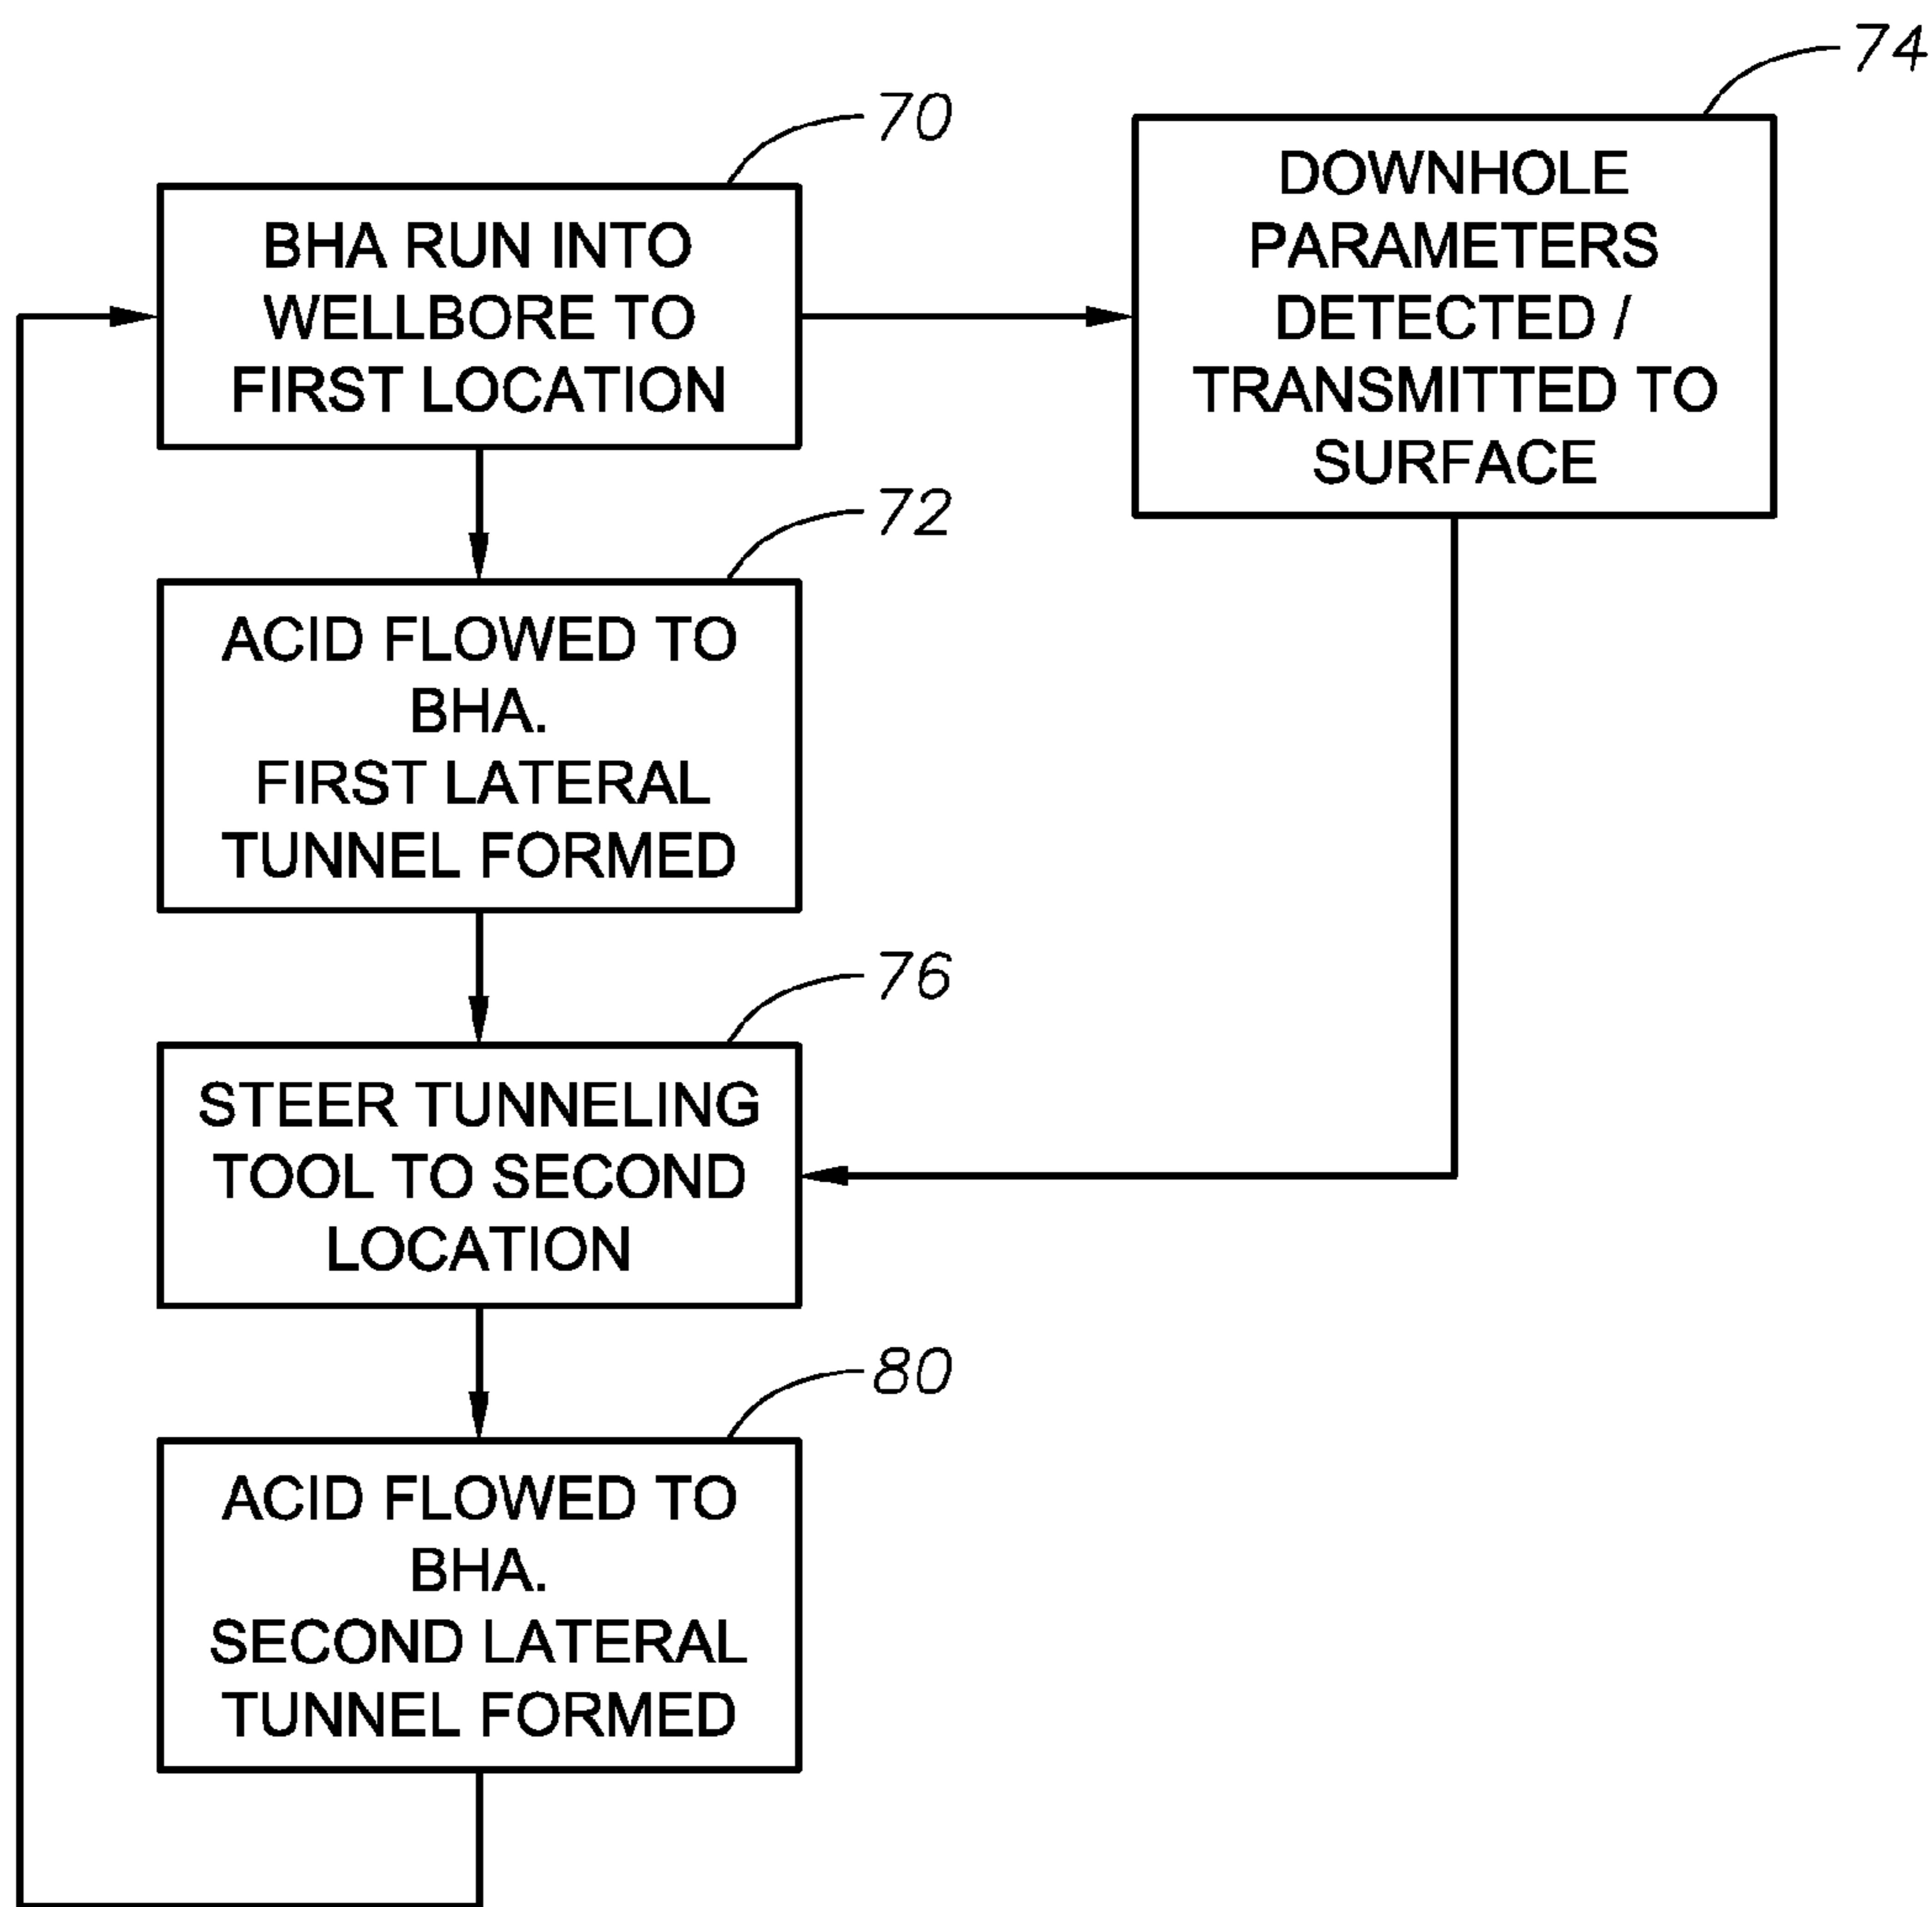 74
70
DOWNHOLE
PARAMETERS
DETECTED /
TRANSMITTED TO
SURFACE
BHA RUN INTO
WELLBORE TO
FIRST LOCATION
72
ACID FLOWED TO
BHA.
FIRST LATERAL
TUNNEL FORMED
76
STEER TUNNELING
TOOL TO SECOND
LOCATION
80
ACID FLOWED TO
BHA.
SECOND LATERAL
TUNNEL FORMED